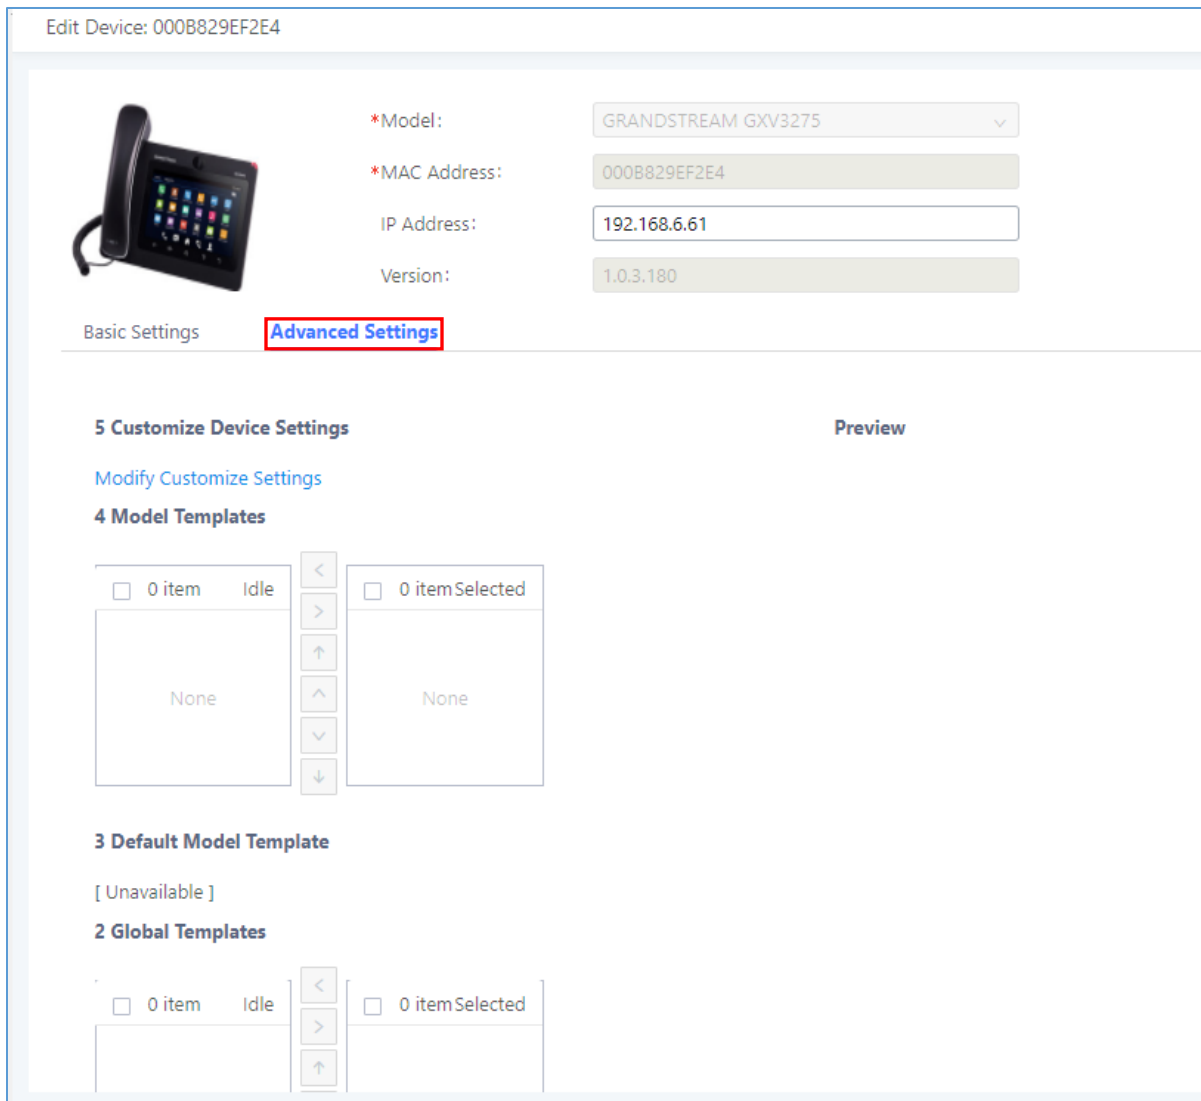 Edit Device: 000B829EF2E4
*Model:
GRANDSTREAM GXV3275
*MAC Address:
000B829EF2E4
IP Address:
192.168.6.61
Version:
1.0.3.180
Basic Settings
Advanced Settings
5 Customize Device Settings
Preview
Modify Customize Settings
4 Model Templates
0 item Idle
0 item Selected
None
None
3 Default Model Template
[ Unavailable ]
2 Global Templates
0 item Idle
0 item Selected